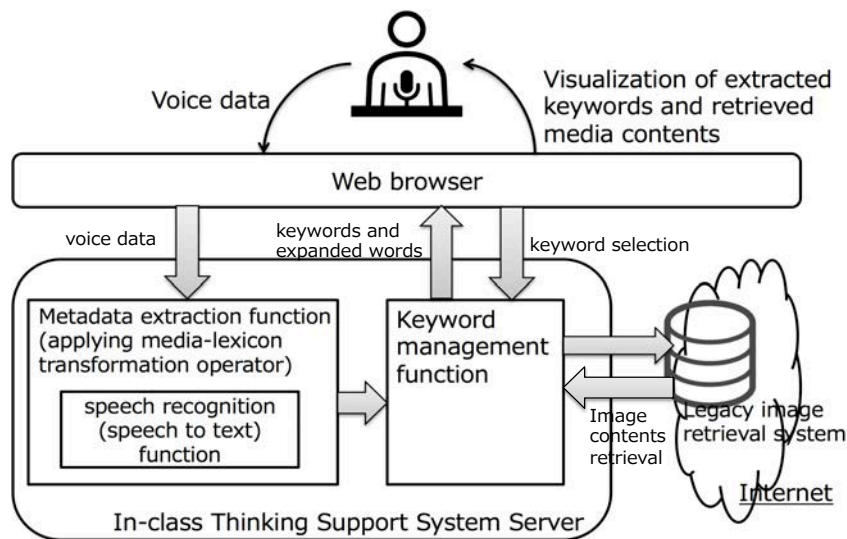 Voice data
Visualization of extracted
keywords and retrieved
media contents
Web browser
voice data
keywords and
expanded words
keyword selection
Metadata extraction function
(applying media-lexicon
transformation operator)
speech recognition
(speech to text)
function
Keyword
management
function
Image
contents
retrieval
Legacy image
retrieval system
Internet
In-class Thinking Support System Server